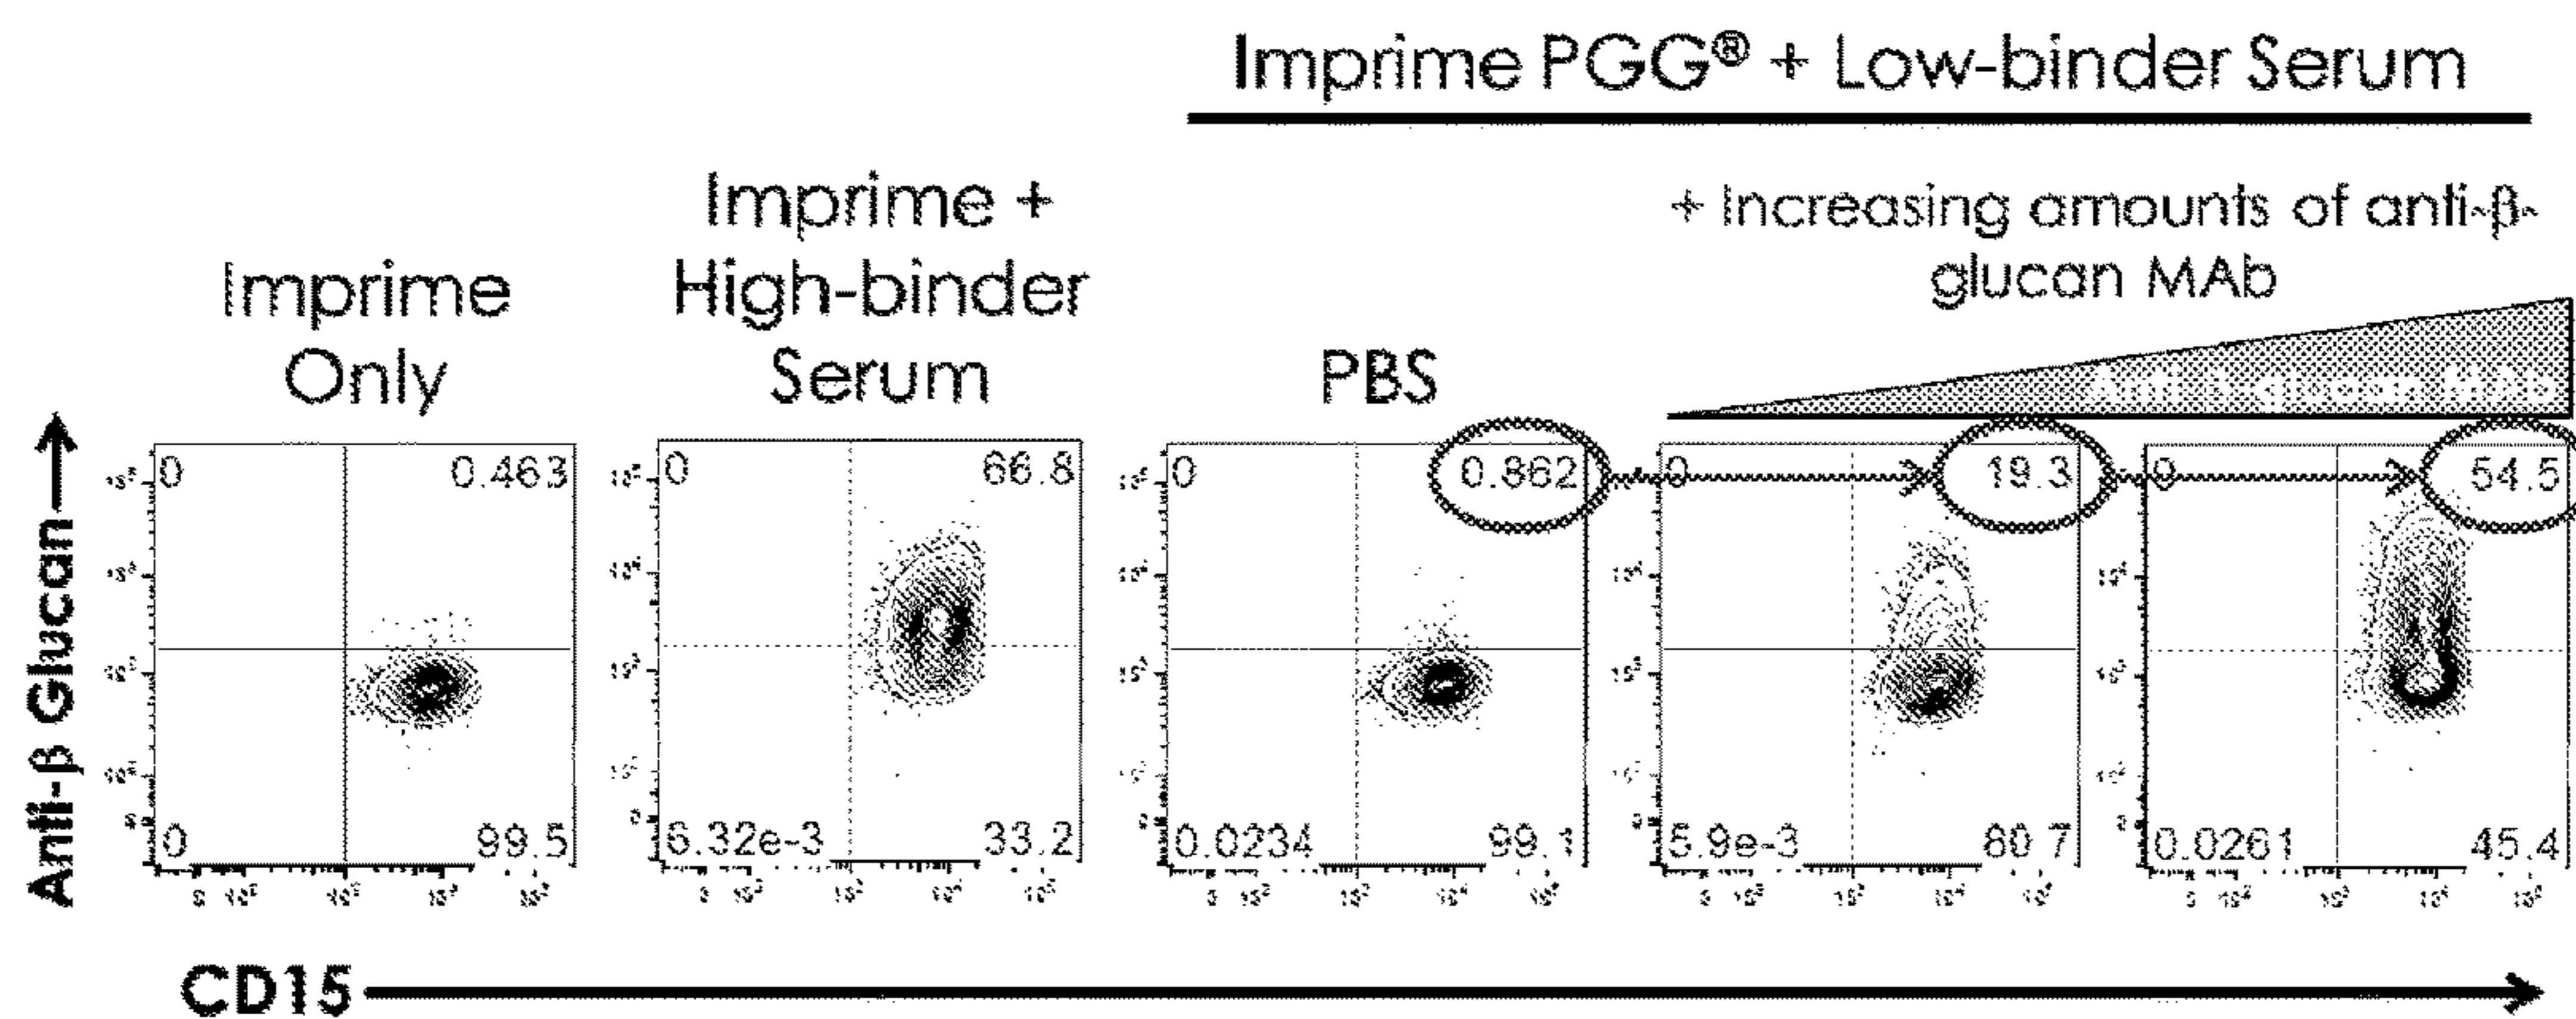 Imprime PGG® + Low-binder Serum
Imprime +
High-binder
Serum
+ Increasing amounts of anti-β-
glucan MAb
Imprime
Only
PBS
Anti-β-glucan MAb
Anti-β Glucan
0 0.463
0 99.5
0 66.8
6.32e-3 33.2
0 0.862
0.0234 99.1
0 19.3
5.9e-3 80.7
0 54.5
0.0261 45.4
CD15